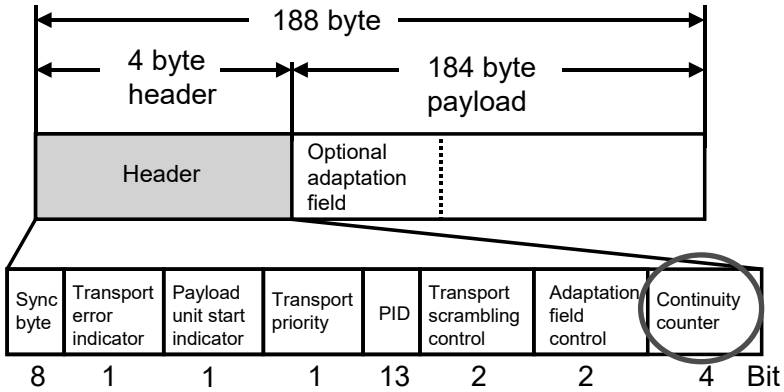 188 byte
4 byte
header
184 byte
payload
Header
Optional
adaptation
field
Sync
byte
Transport
error
indicator
Payload
unit start
indicator
Transport
priority
PID
Transport
scrambling
control
Adaptation
field
control
Continuity
counter
8 1 1 1 13 2 2 4 Bit